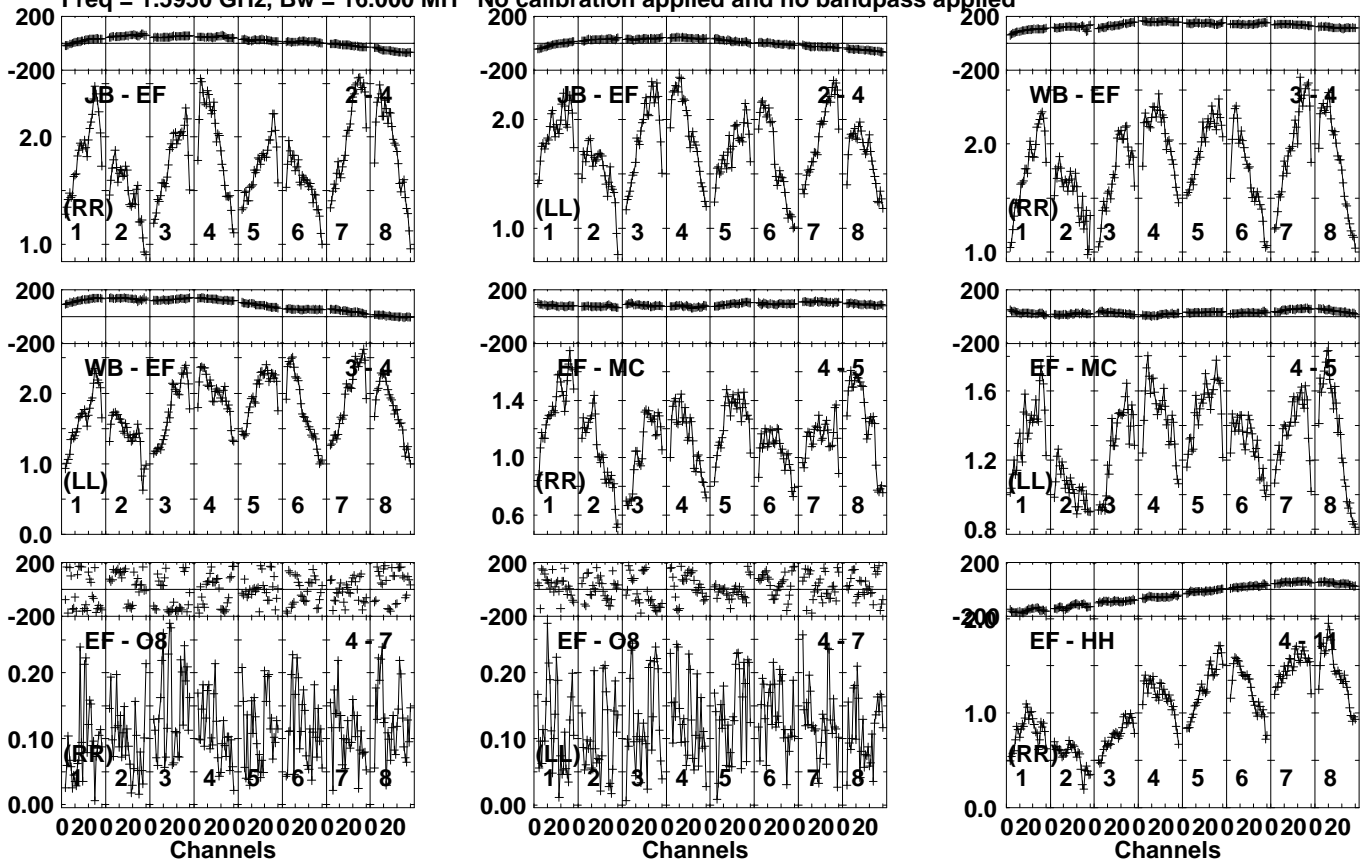 Freq = 1.5950 GHz, Bw = 16.000 MH No calibration applied and no bandpass applied
200 200 200
-200 -200 -200
JB - EF 2 - 4 JB - EF 2 - 4 WB - EF 3 - 4
2.0 2.0 2.0
(RR) (LL) (RR)
1 2 3 4 5 6 7 8 1 2 3 4 5 6 7 8 1 2 3 4 5 6 7 8
1.0 1.0 1.0
200 200 200
-200 -200 -200
WB - EF 3 - 4 EF - MC 4 - 5 EF - MC 4 - 5
2.0 1.4 1.6
1.0 1.0 1.2
(LL) (RR) (LL)
1 2 3 4 5 6 7 8 1 2 3 4 5 6 7 8 1 2 3 4 5 6 7 8
0.0 0.6 0.8
200 200 200
-200 -200 -200
2.0
EF - O8 4 - 7 EF - O8 4 - 7 EF - HH 4 - 11
0.20 0.20
0.10 0.10 1.0
(RR) (LL) (RR)
1 2 3 4 5 6 7 8 1 2 3 4 5 6 7 8 1 2 3 4 5 6 7 8
0.00 0.00 0.0
0 20 0 20 0 20 0 20 0 20 0 20 0 20 0 20 0 20 0 20 0 20 0 20 0 20 0 20 0 20 0 20 0 20 0 20 0 20 0 20 0 20 0 20 0 20 0 20
Channels Channels Channels